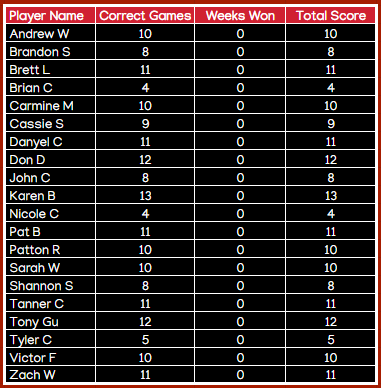 Player Name Correct Games Weeks Won Total Score
Andrew W 10 0 10
Brandon S 8 0 8
Brett L 11 0 11
Brian C 4 0 4
Carmine M 10 0 10
Cassie S 9 0 9
Danyel C 11 0 11
Don D 12 0 12
John C 8 0 8
Karen B 13 0 13
Nicole C 4 0 4
Pat B 11 0 11
Patton R 10 0 10
Sarah W 10 0 10
Shannon S 8 0 8
Tanner C 11 0 11
Tony Gu 12 0 12
Tyler C 5 0 5
Victor F 10 0 10
Zach W 11 0 11